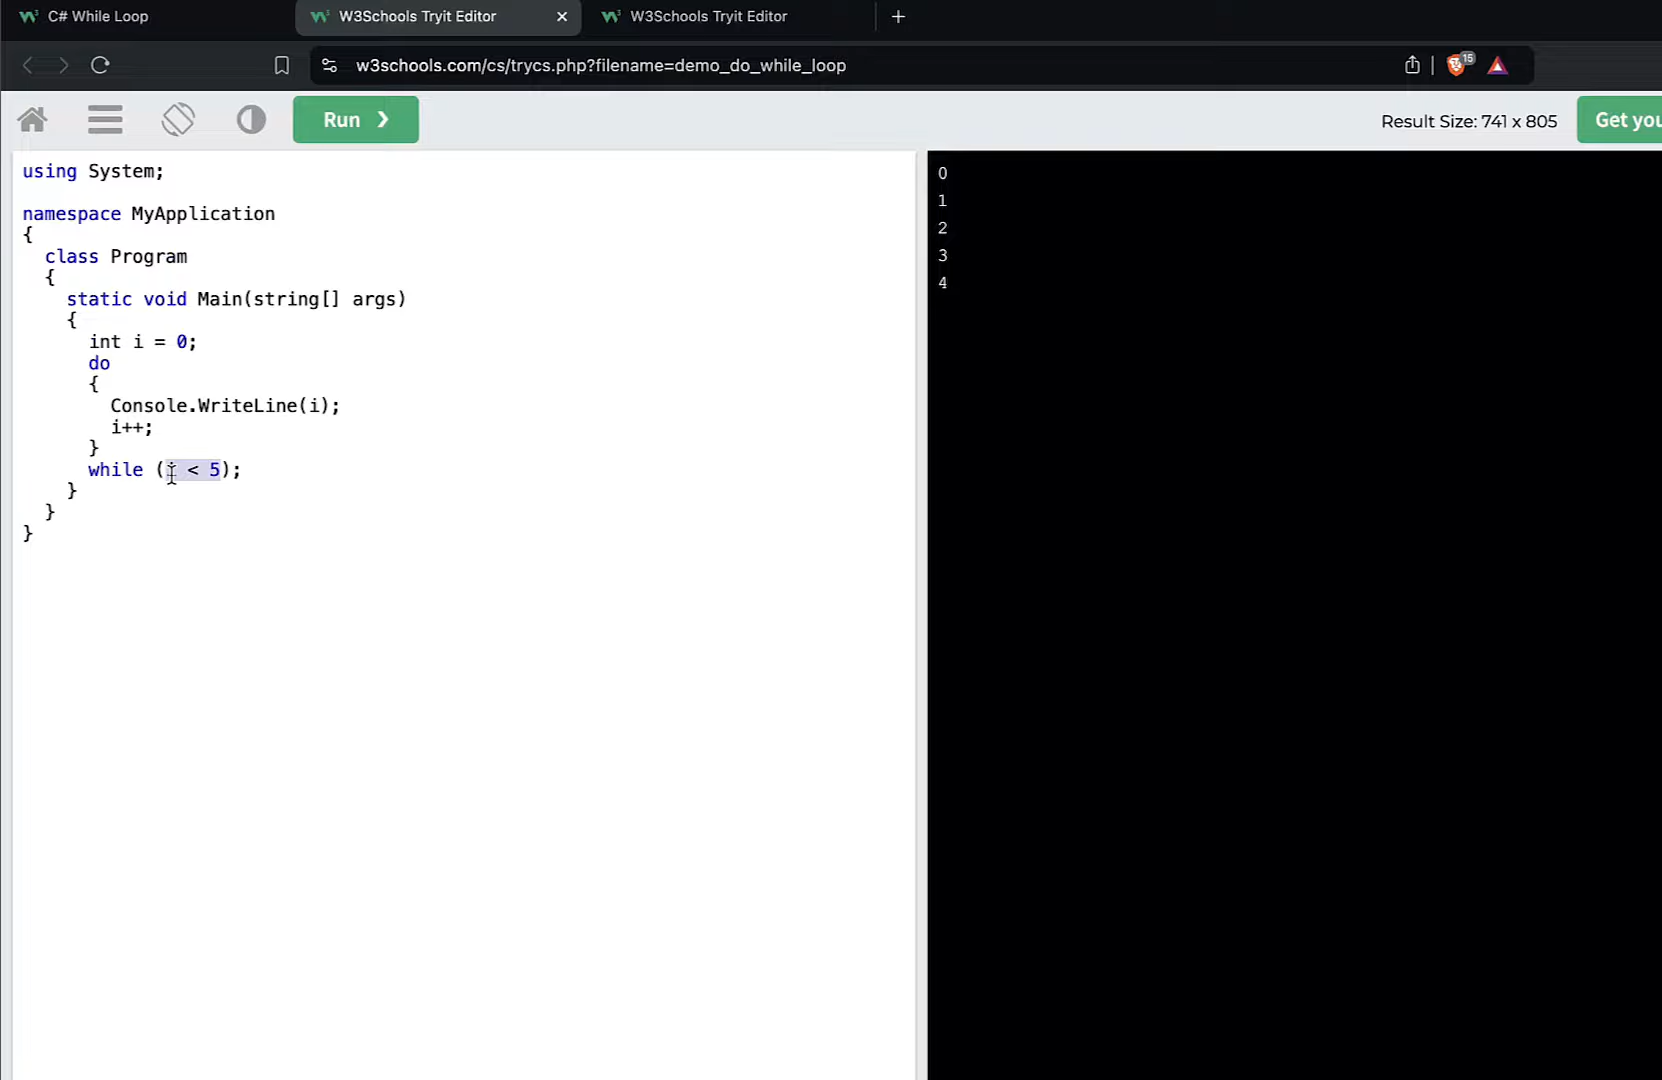 C# While Loop
W3Schools Tryit Editor
W3Schools Tryit Editor
w3schools.com/cs/trycs.php?filename=demo_do_while_loop
15
Run ❯
Result Size: 741 x 805
Get you
using System;
namespace MyApplication
{
class Program
{
static void Main(string[] args)
{
int i = 0;
do
{
Console.WriteLine(i);
i++;
}
while (i < 5);
}
}
}
0
1
2
3
4